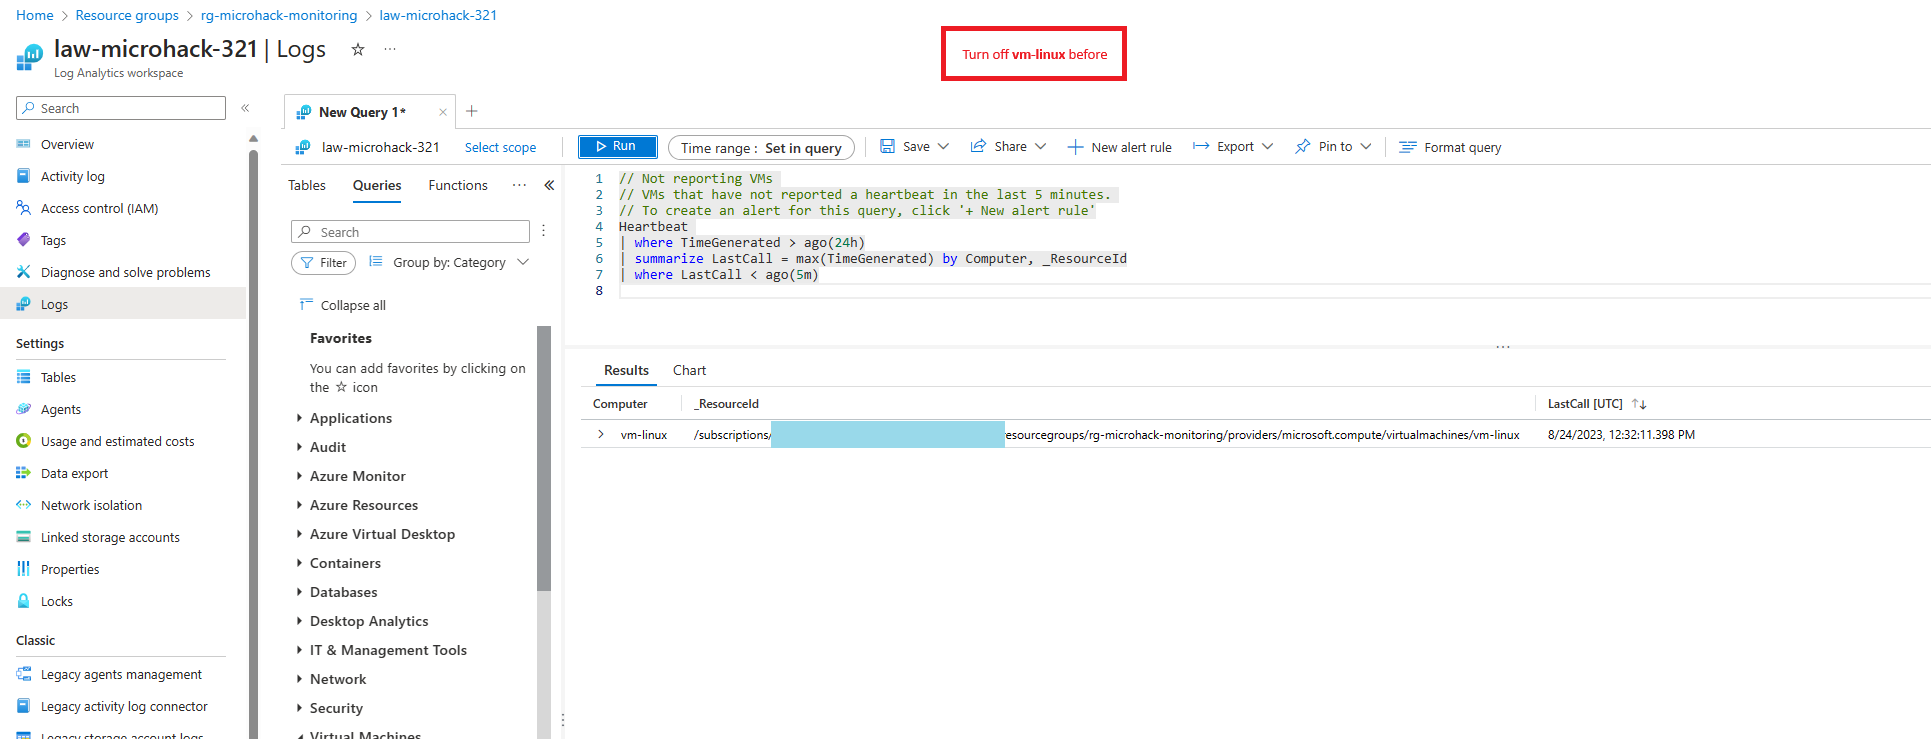 Home > Resource groups > rg-microhack-monitoring > law-microhack-321
law-microhack-321 | Logs ☆ ...
Log Analytics workspace
Turn off vm-linux before
Search «
Overview
Activity log
Access control (IAM)
Tags
Diagnose and solve problems
Logs
Settings
Tables
Agents
Usage and estimated costs
Data export
Network isolation
Linked storage accounts
Properties
Locks
Classic
Legacy agents management
Legacy activity log connector
Legacy storage account logs
New Query 1* × +
law-microhack-321 Select scope
Run Time range : Set in query Save Share New alert rule Export Pin to Format query
Tables Queries Functions ... «
Search
Filter Group by: Category
Collapse all
Favorites
You can add favorites by clicking on
the ☆ icon
Applications
Audit
Azure Monitor
Azure Resources
Azure Virtual Desktop
Containers
Databases
Desktop Analytics
IT & Management Tools
Network
Security
Virtual Machines
1 // Not reporting VMs
2 // VMs that have not reported a heartbeat in the last 5 minutes.
3 // To create an alert for this query, click '+ New alert rule'
4 Heartbeat
5 | where TimeGenerated > ago(24h)
6 | summarize LastCall = max(TimeGenerated) by Computer, _ResourceId
7 | where LastCall < ago(5m)
8
Results Chart
Computer _ResourceId LastCall [UTC] ↑↓
> vm-linux /subscriptions/ esourcegroups/rg-microhack-monitoring/providers/microsoft.compute/virtualmachines/vm-linux 8/24/2023, 12:32:11.398 PM